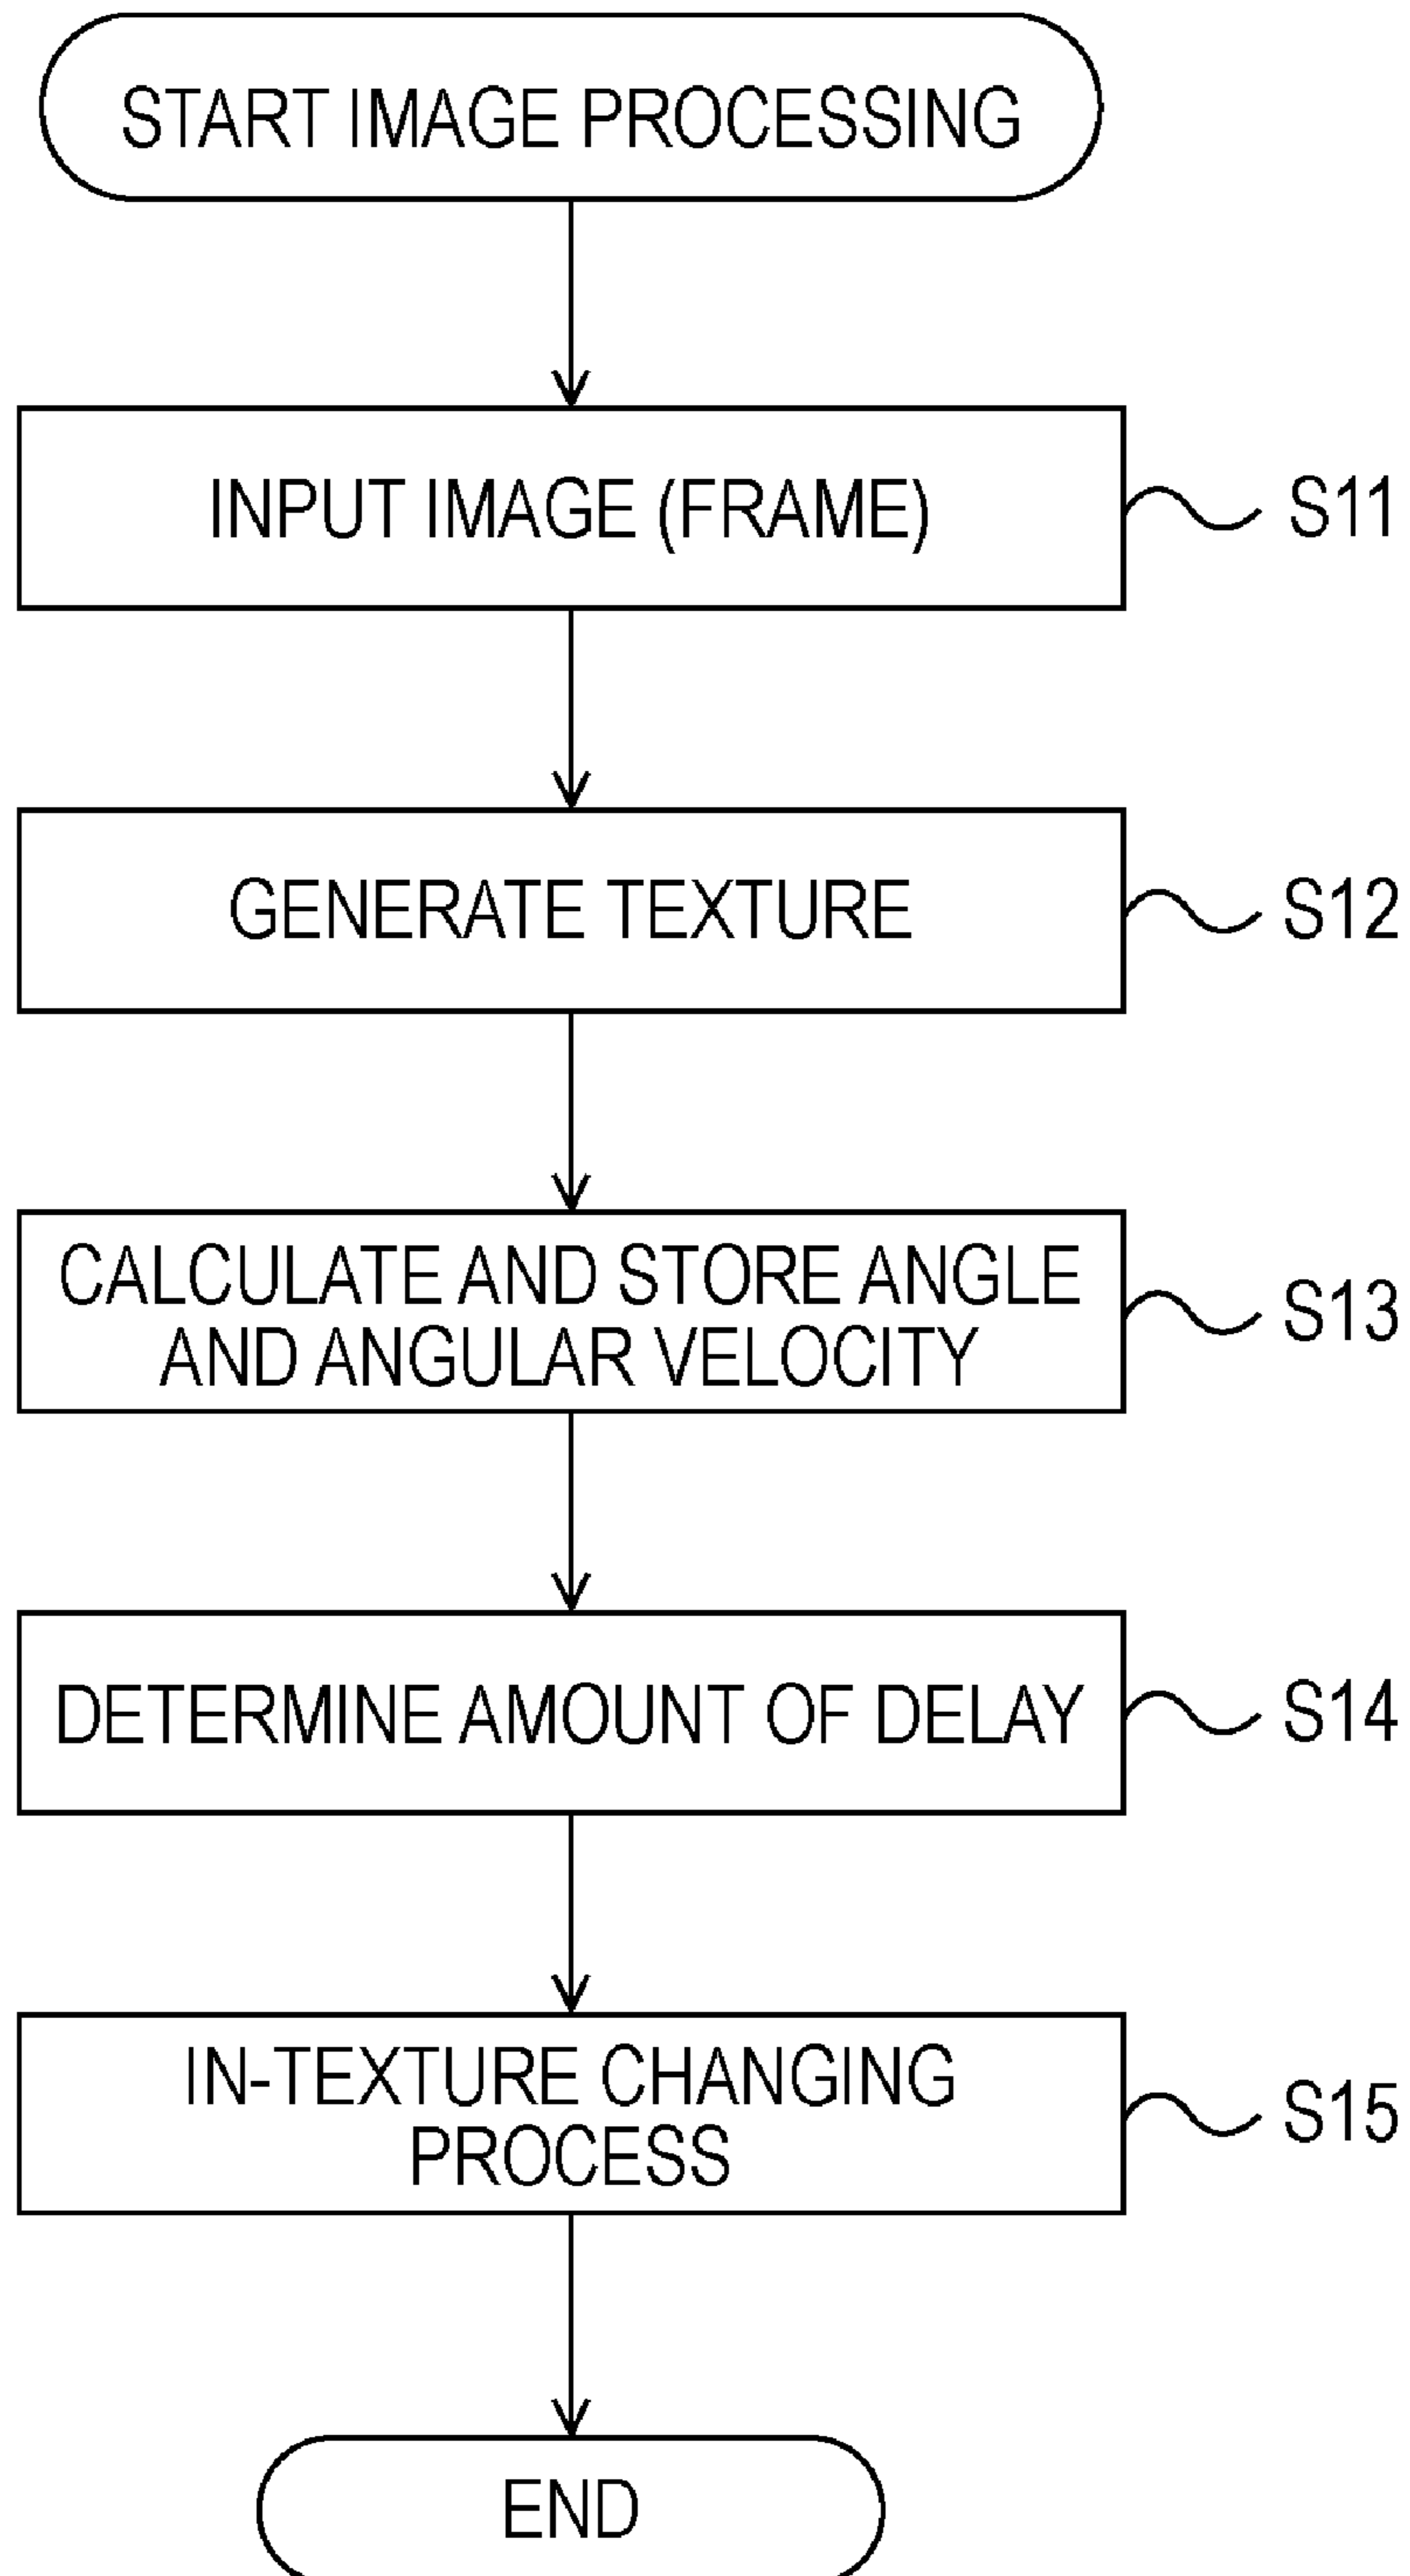 START IMAGE PROCESSING
INPUT IMAGE (FRAME)
S11
GENERATE TEXTURE
S12
CALCULATE AND STORE ANGLE
AND ANGULAR VELOCITY
S13
DETERMINE AMOUNT OF DELAY
S14
IN-TEXTURE CHANGING
PROCESS
S15
END